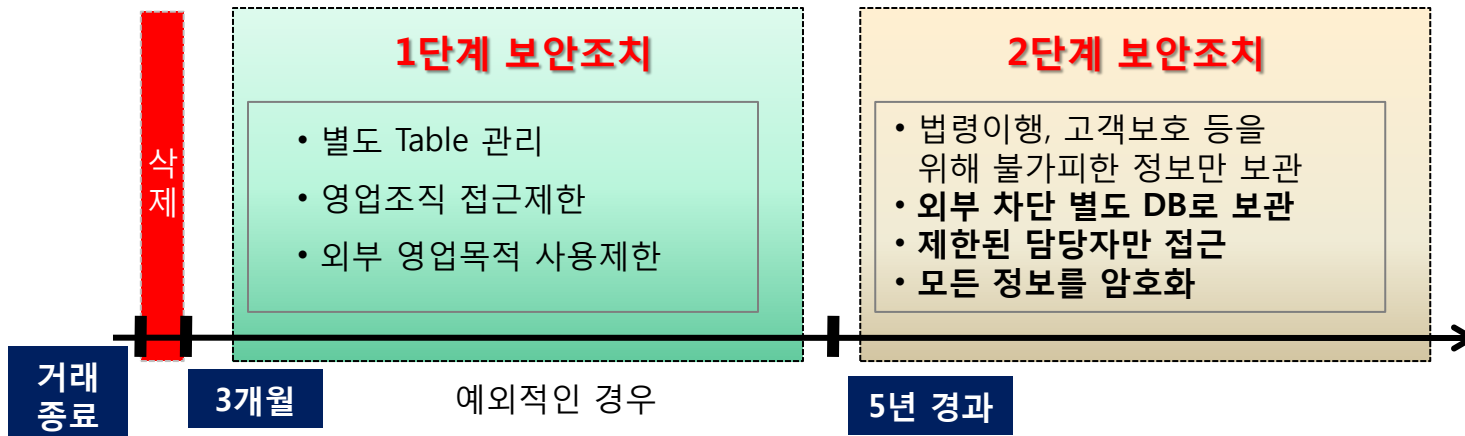 삭
제
1단계 보안조치
• 별도 Table 관리
• 영업조직 접근제한
• 외부 영업목적 사용제한
2단계 보안조치
• 법령이행, 고객보호 등을
위해 불가피한 정보만 보관
• 외부 차단 별도 DB로 보관
• 제한된 담당자만 접근
• 모든 정보를 암호화
거래
종료
3개월
예외적인 경우
5년 경과